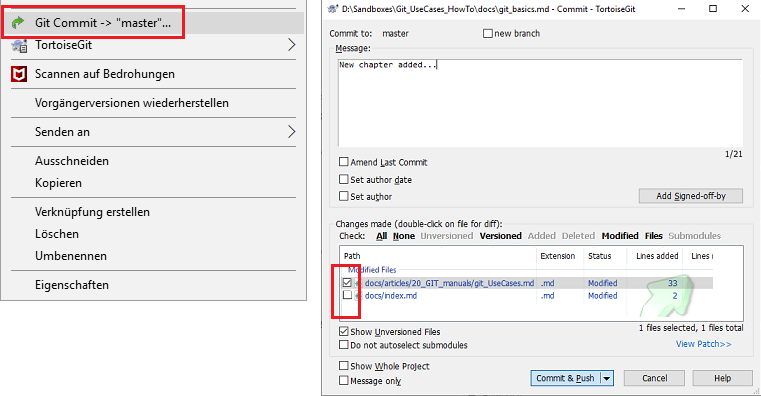 Git Commit -> "master"...
TortoiseGit
Scannen auf Bedrohungen
Vorgängerversionen wiederherstellen
Senden an
Ausschneiden
Kopieren
Verknüpfung erstellen
Löschen
Umbenennen
Eigenschaften
D:\Sandboxes\Git_UseCases_HowTo\docs\git_basics.md - Commit - TortoiseGit
Commit to: master new branch
Message:
New chapter added...
1/21
Amend Last Commit
Set author date
Set author
Add Signed-off-by
Changes made (double-click on file for diff):
Check: All None Unversioned Versioned Added Deleted Modified Files Submodules
Path Extension Status Lines added Lines
Modified Files
docs/articles/20_GIT_manuals/git_UseCases.md .md Modified 33
docs/index.md .md Modified 2
Show Unversioned Files
1 files selected, 1 files total
Do not autoselect submodules
View Patch>>
Show Whole Project
Message only
Commit & Push
Cancel
Help